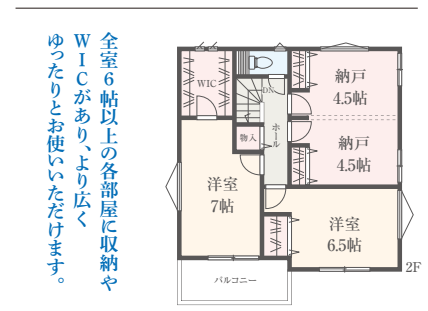 全室6帖以上の各部屋に収納や
WICがあり、より広く
ゆったりとお使いいただけます。
WIC
DN
納戸
4.5帖
物入
ホール
納戸
4.5帖
洋室
7帖
洋室
6.5帖
バルコニー
2F